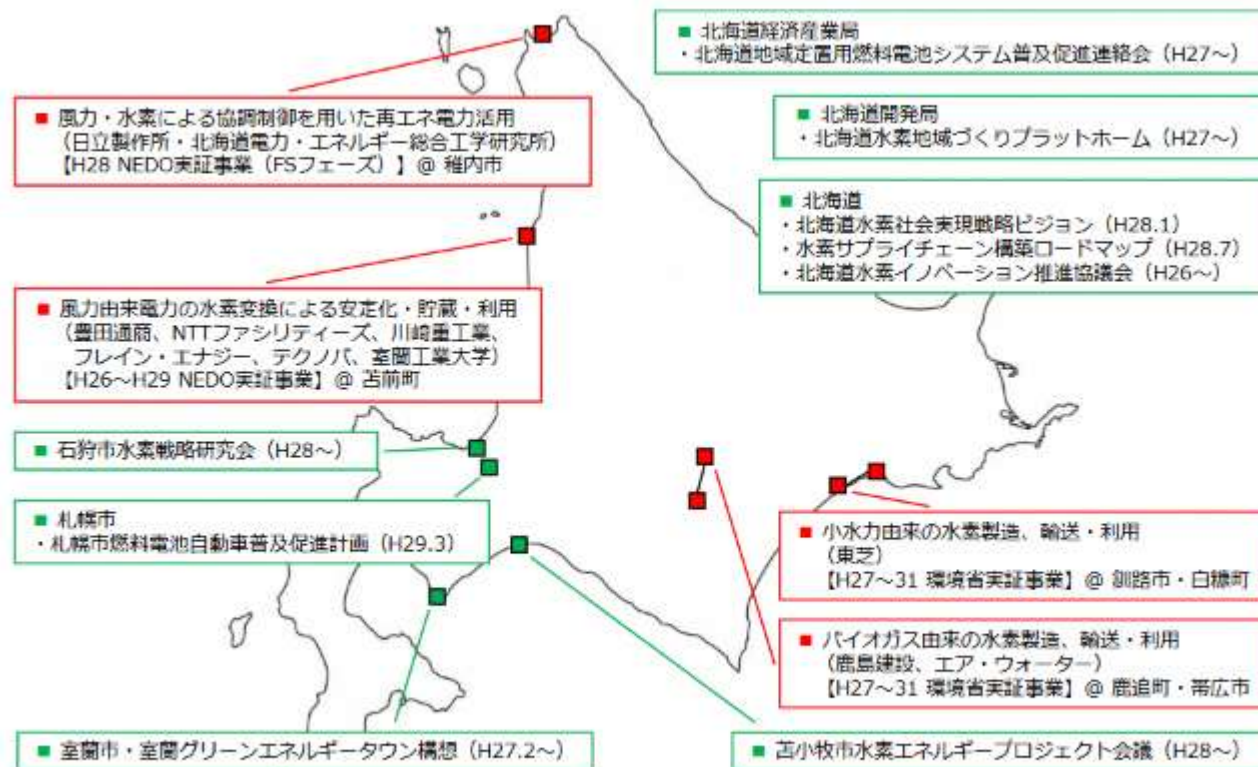 ■ 北海道経済産業局
・北海道地域定置用燃料電池システム普及促進連絡会（H27～）
■ 北海道開発局
・北海道水素地域づくりプラットホーム（H27～）
■ 北海道
・北海道水素社会実現戦略ビジョン（H28.1）
・水素サプライチェーン構築ロードマップ（H28.7）
・北海道水素イノベーション推進協議会（H26～）
■ 風力・水素による協調制御を用いた再エネ電力活用
（日立製作所・北海道電力・エネルギー総合工学研究所）
【H28 NEDO実証事業（FSフェーズ）】@ 稚内市
■ 風力由来電力の水素変換による安定化・貯蔵・利用
（豊田通商、NTTファシリティーズ、川崎重工業、
フレイン・エナジー、テクノバ、室蘭工業大学）
【H26～H29 NEDO実証事業】@ 苫前町
■ 石狩市水素戦略研究会（H28～）
■ 札幌市
・札幌市燃料電池自動車普及促進計画（H29.3）
■ 小水力由来の水素製造、輸送・利用
（東芝）
【H27～31 環境省実証事業】@ 釧路市・白糠町
■ バイオガス由来の水素製造、輸送・利用
（鹿島建設、エア・ウォーター）
【H27～31 環境省実証事業】@ 鹿追町・帯広市
■ 室蘭市・室蘭グリーンエネルギータウン構想（H27.2～）
■ 苫小牧市水素エネルギープロジェクト会議（H28～）